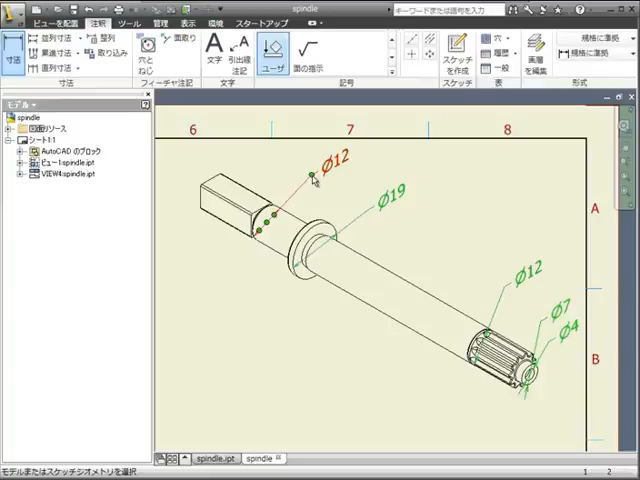 spindle
キーワードまたは語句を入力
ビューを配置 注釈 ツール 管理 表示 環境 スタートアップ
寸法
並列寸法 整列
累進寸法 取り込み
直列寸法
寸法
穴と
ねじ
面取り
フィーチャ注記
文字
引出線
注記
文字
ユーザ
面の指示
記号
スケッチ
を作成
スケッチ
穴
履歴
一般
表
画層
を編集
規格に準拠
規格に準拠
形式
モデル
spindle
図面リソース
シート1:1
AutoCAD のブロック
ビュー1:spindle.ipt
VIEW4:spindle.ipt
6 7 8
A
B
Ø12
Ø19
Ø12
Ø7
Ø4
spindle.ipt spindle
モデルまたはスケッチジオメトリを選択
1 2